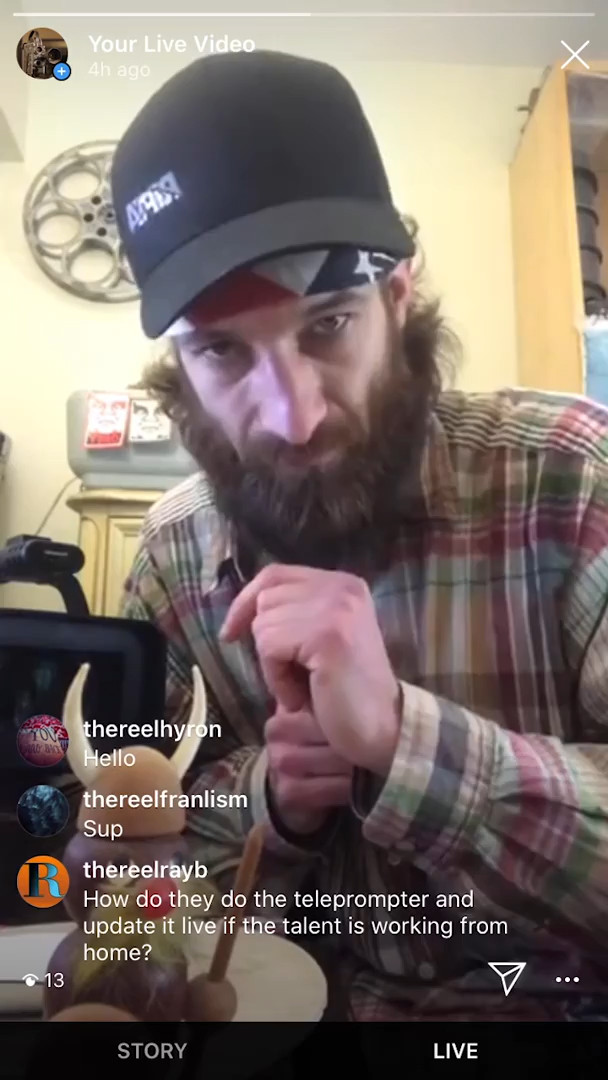 Your Live Video
4h ago
thereelhyron
Hello
thereelfranlism
Sup
thereelrayb
How do they do the teleprompter and
update it live if the talent is working from
home?
13
STORY
LIVE